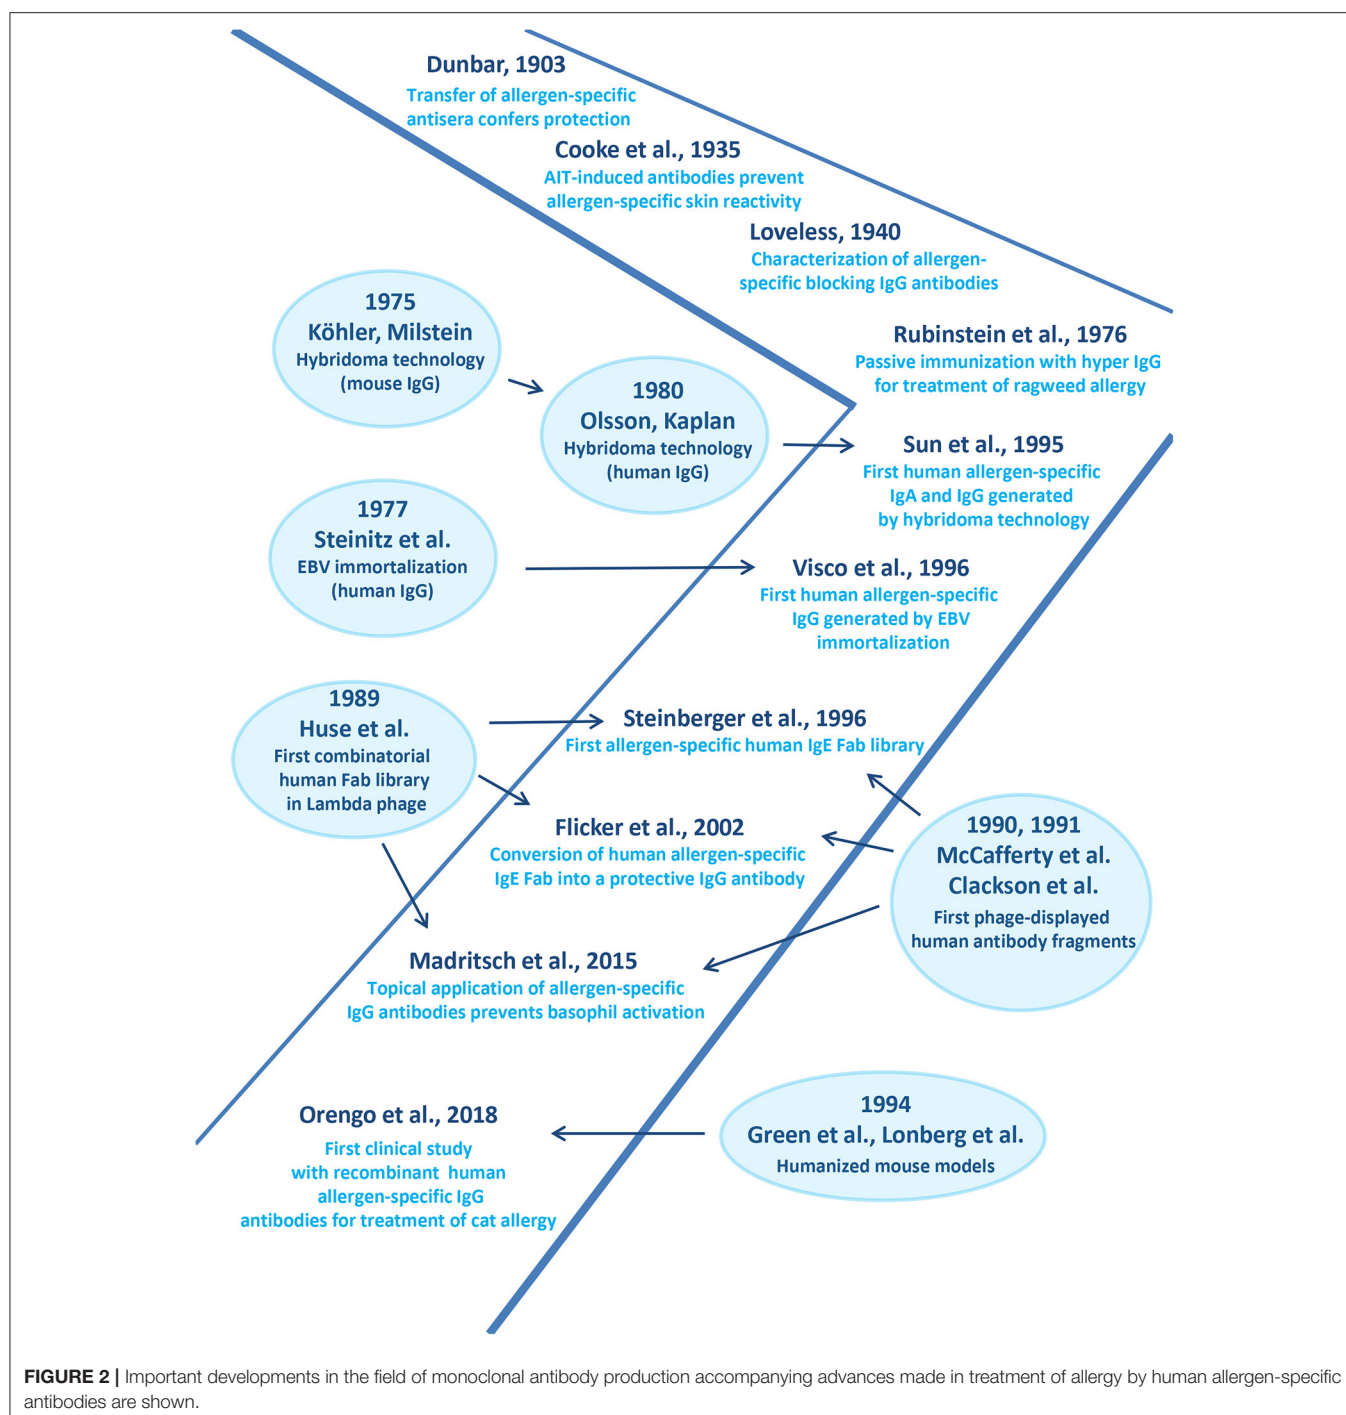 Dunbar, 1903
Transfer of allergen-specific
antisera confers protection
Cooke et al., 1935
AIT-induced antibodies prevent
allergen-specific skin reactivity
Loveless, 1940
Characterization of allergen-
specific blocking IgG antibodies
1975
Köhler, Milstein
Hybridoma technology
(mouse IgG)
Rubinstein et al., 1976
Passive immunization with hyper IgG
for treatment of ragweed allergy
1980
Olsson, Kaplan
Hybridoma technology
(human IgG)
Sun et al., 1995
First human allergen-specific
IgA and IgG generated
by hybridoma technology
1977
Steinitz et al.
EBV immortalization
(human IgG)
Visco et al., 1996
First human allergen-specific
IgG generated by EBV
immortalization
1989
Huse et al.
First combinatorial
human Fab library
in Lambda phage
Steinberger et al., 1996
First allergen-specific human IgE Fab library
Flicker et al., 2002
Conversion of human allergen-specific
IgE Fab into a protective IgG antibody
1990, 1991
McCafferty et al.
Clackson et al.
First phage-displayed
human antibody fragments
Madritsch et al., 2015
Topical application of allergen-specific
IgG antibodies prevents basophil activation
Orengo et al., 2018
First clinical study
with recombinant human
allergen-specific IgG
antibodies for treatment of cat allergy
1994
Green et al., Lonberg et al.
Humanized mouse models
FIGURE 2 | Important developments in the field of monoclonal antibody production accompanying advances made in treatment of allergy by human allergen-specific
antibodies are shown.